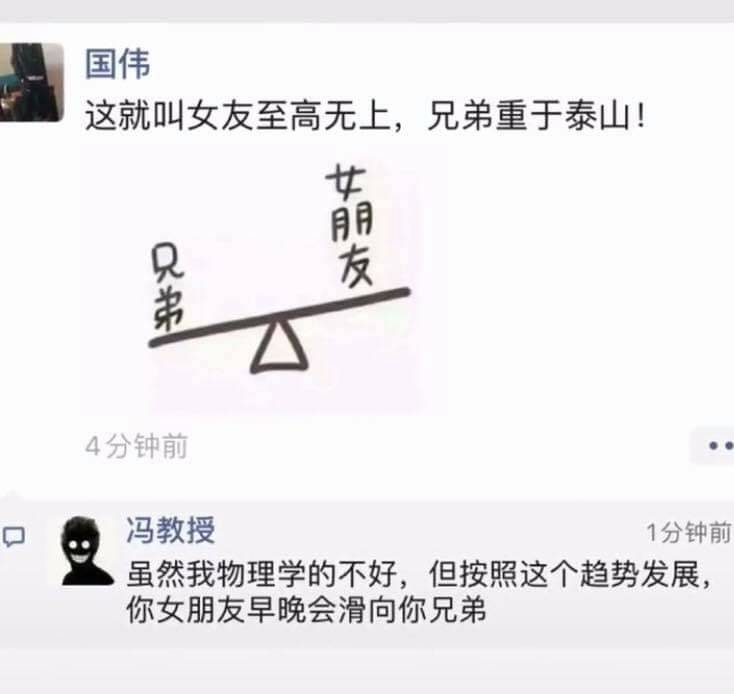 国伟
这就叫女友至高无上，兄弟重于泰山！
女朋友
兄弟
4分钟前
冯教授
1分钟前
虽然我物理学的不好，但按照这个趋势发展，
你女朋友早晚会滑向你兄弟